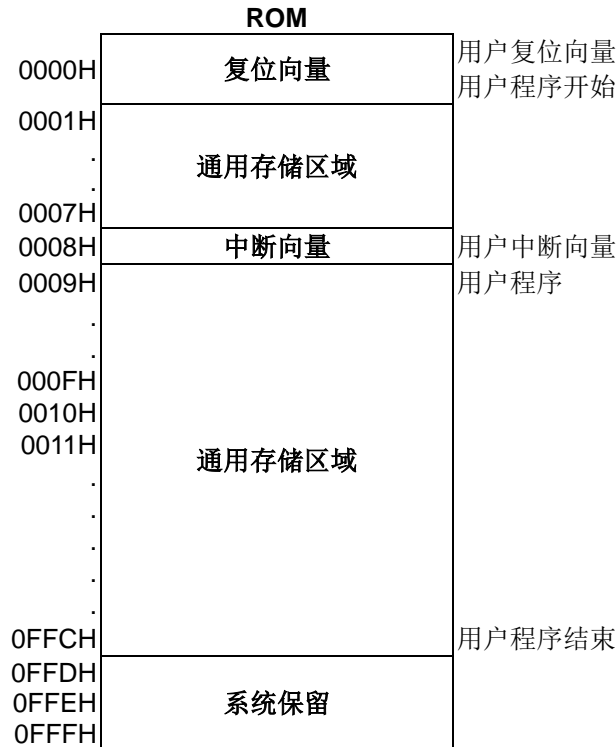 ROM
用户复位向量
0000H 复位向量
用户程序开始
0001H
.
通用存储区域
.
0007H
0008H 中断向量 用户中断向量
0009H 用户程序
.
.
000FH
0010H
0011H
通用存储区域
.
.
.
.
.
0FFCH 用户程序结束
0FFDH
0FFEH 系统保留
0FFFH